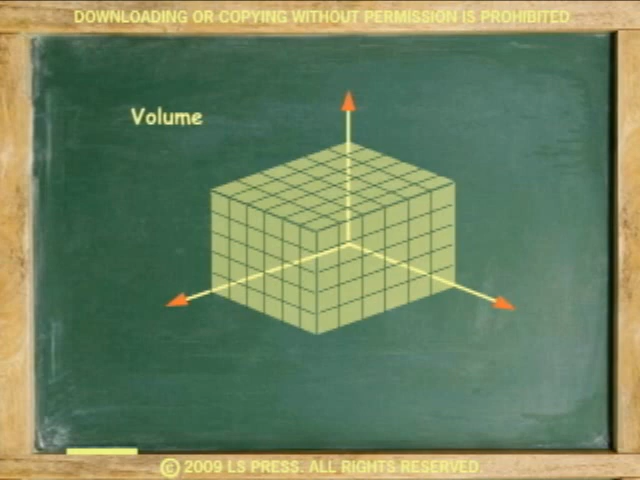 DOWNLOADING OR COPYING WITHOUT PERMISSION IS PROHIBITED
Volume
© 2009 LS PRESS. ALL RIGHTS RESERVED.